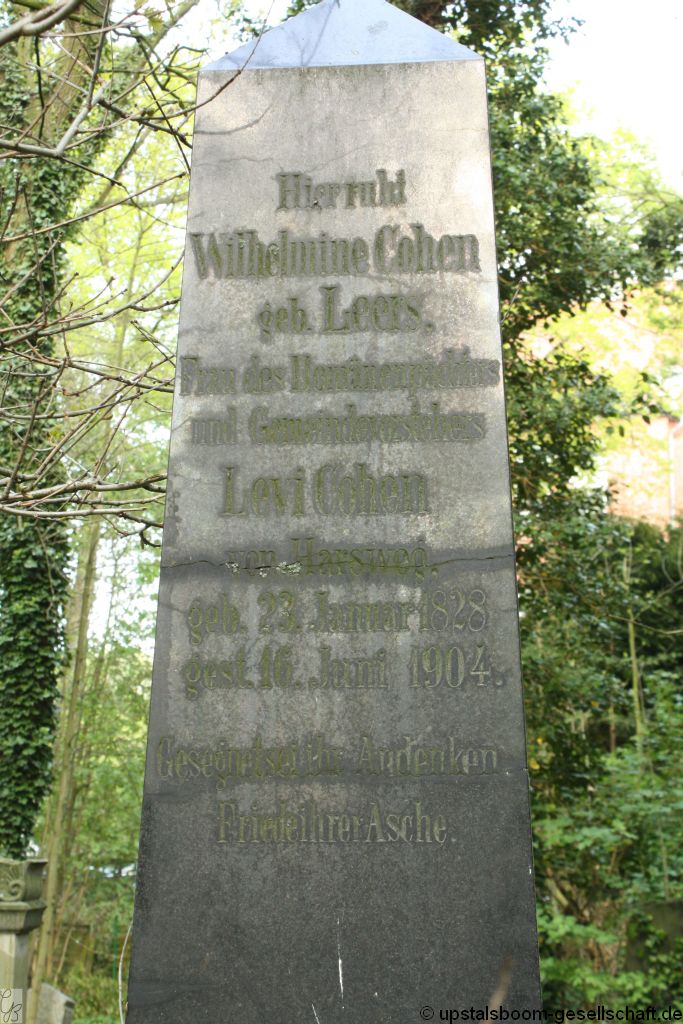 Hier ruht
Wilhelmine Cohen
geb. Leers.
Frau des Domänenpächters
und Gemeindevorstehers
Levi Cohen
von Harsweg.
geb. 23. Januar 1828
gest. 16. Juni 1904.
Gesegnet sei ihr Andenken
Friede ihrer Asche.
© upstalsboom-gesellschaft.de